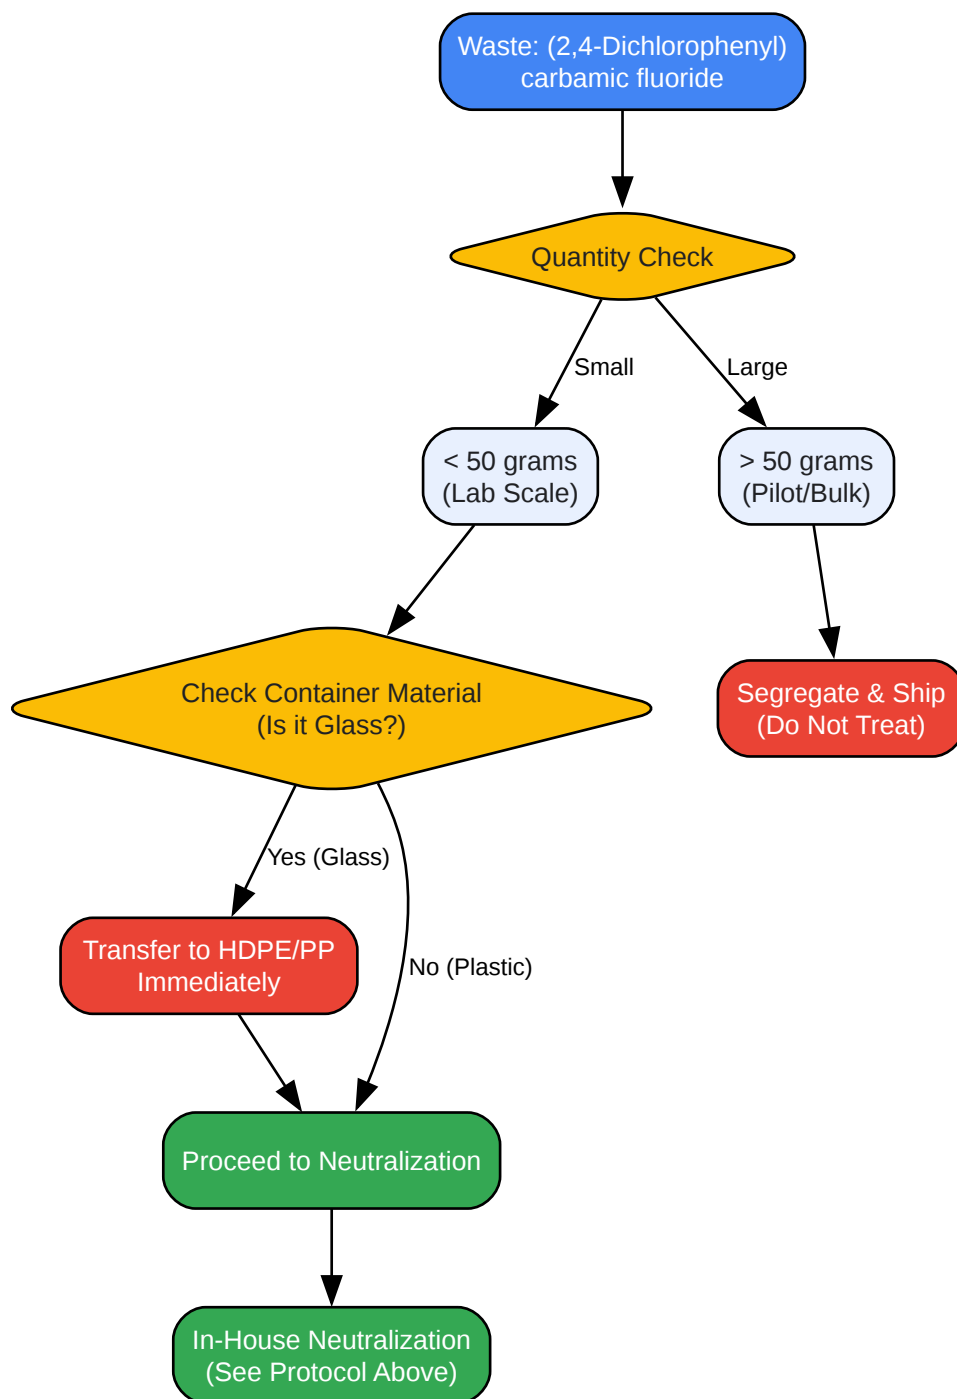 Waste: (2,4-Dichlorophenyl)
carbamic fluoride
Quantity Check
Small
Large
< 50 grams
(Lab Scale)
> 50 grams
(Pilot/Bulk)
Check Container Material
(Is it Glass?)
Segregate & Ship
(Do Not Treat)
Yes (Glass)
Transfer to HDPE/PP
Immediately
No (Plastic)
Proceed to Neutralization
In-House Neutralization
(See Protocol Above)